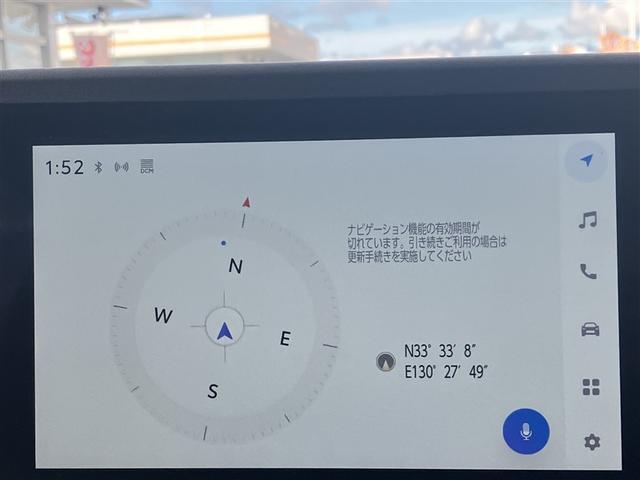 1:52
DCM
ナビゲーション機能の有効期間が
切れています。引き続きご利用の場合は
更新手続きを実施してください
N
W
E
S
N33° 33' 8"
E130° 27' 49"